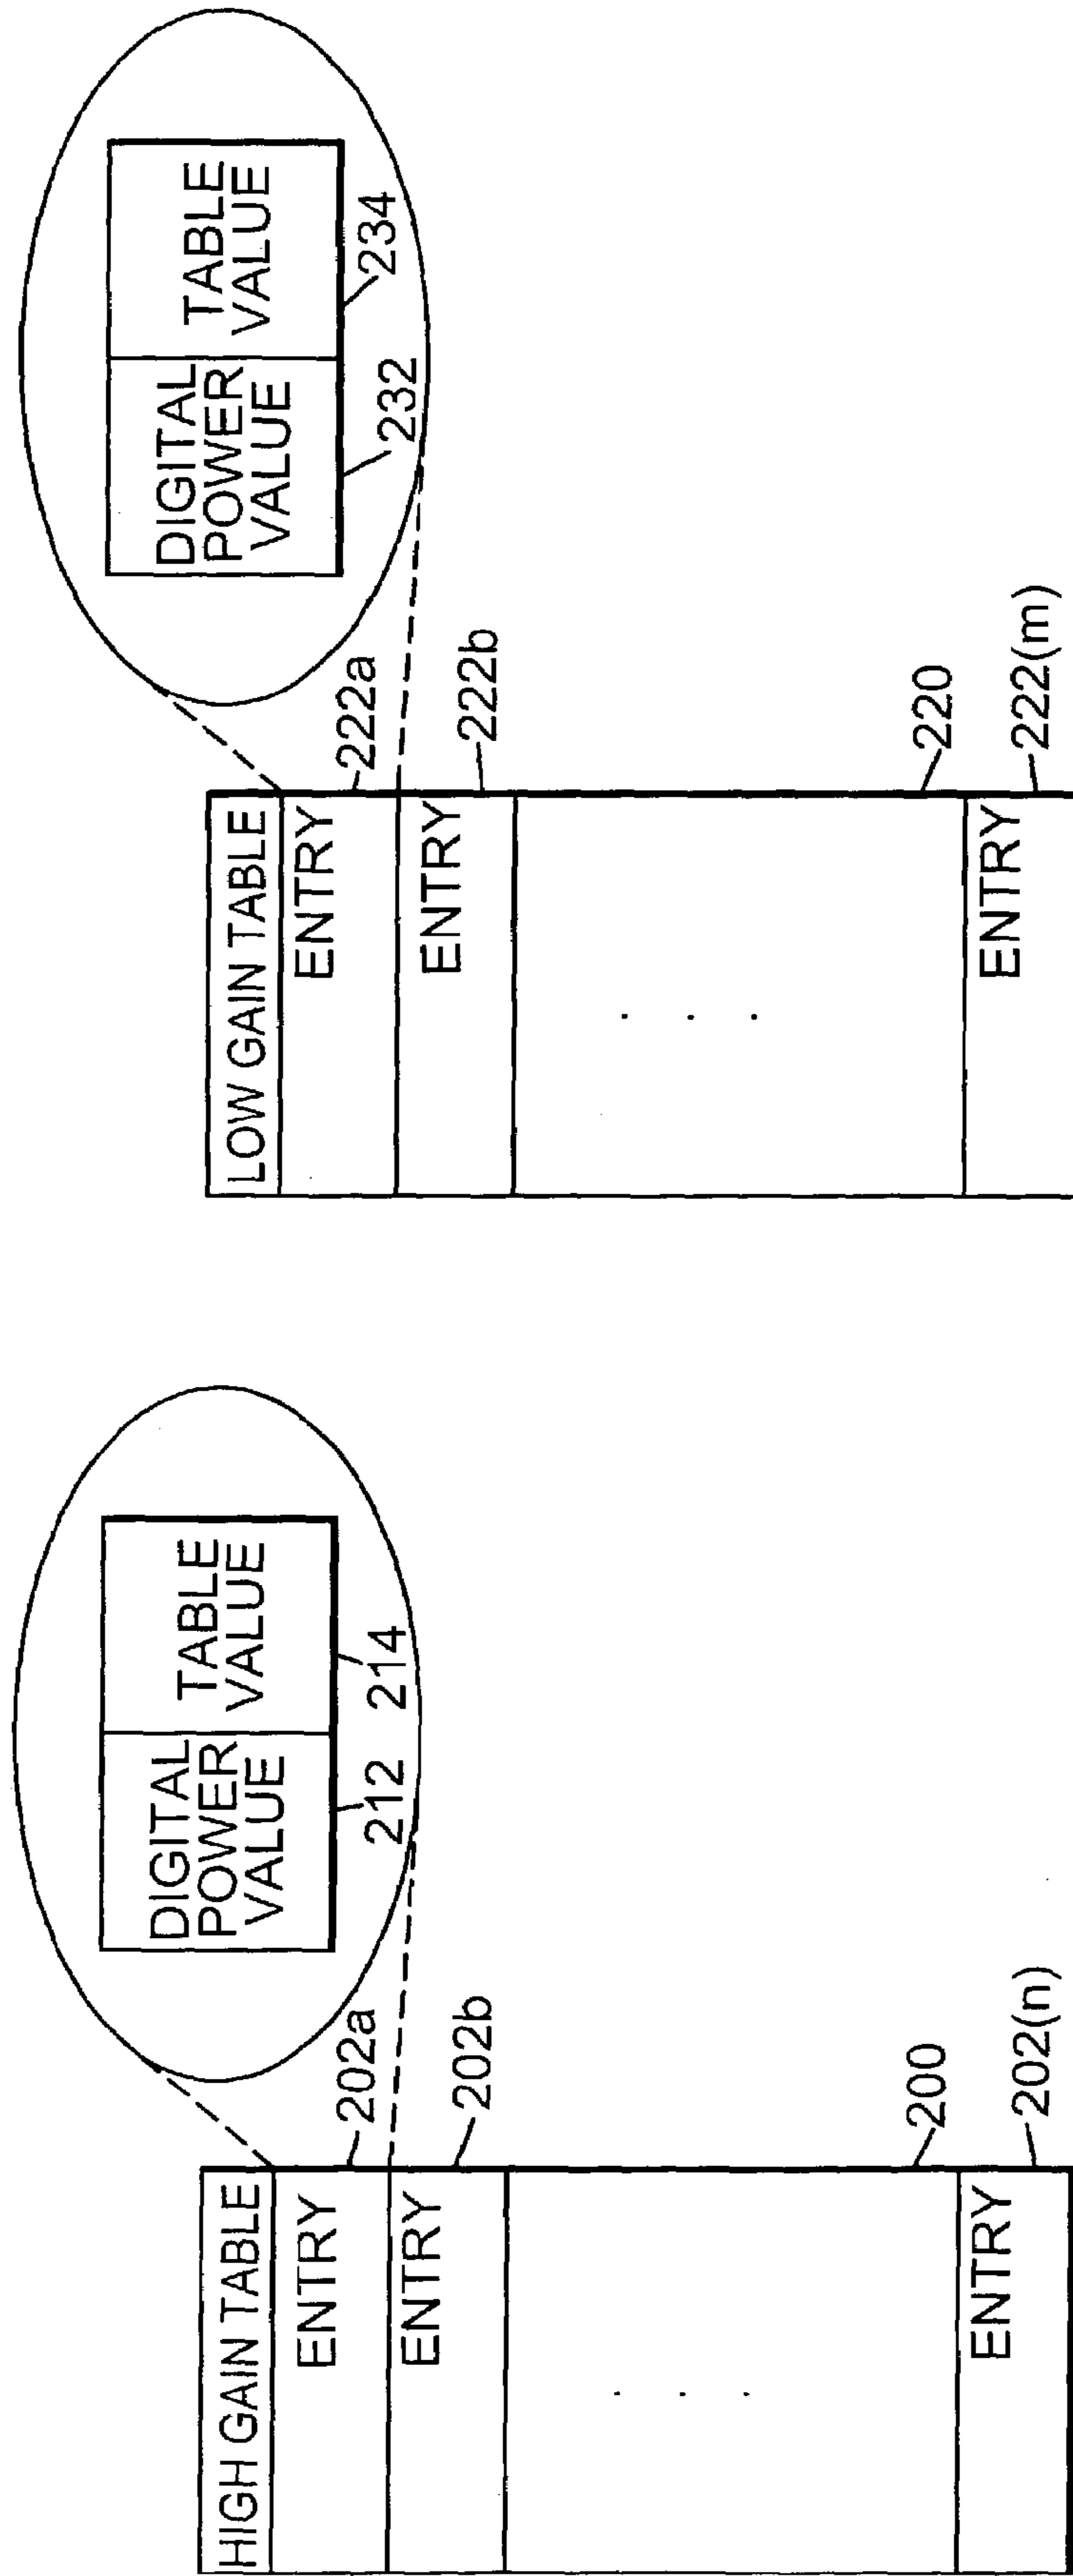 HIGH GAIN TABLE
ENTRY
202a
ENTRY
202b
200
ENTRY
202(n)
DIGITAL
POWER
VALUE
TABLE
VALUE
212
214
LOW GAIN TABLE
ENTRY
222a
ENTRY
222b
220
ENTRY
222(m)
DIGITAL
POWER
VALUE
TABLE
VALUE
232
234